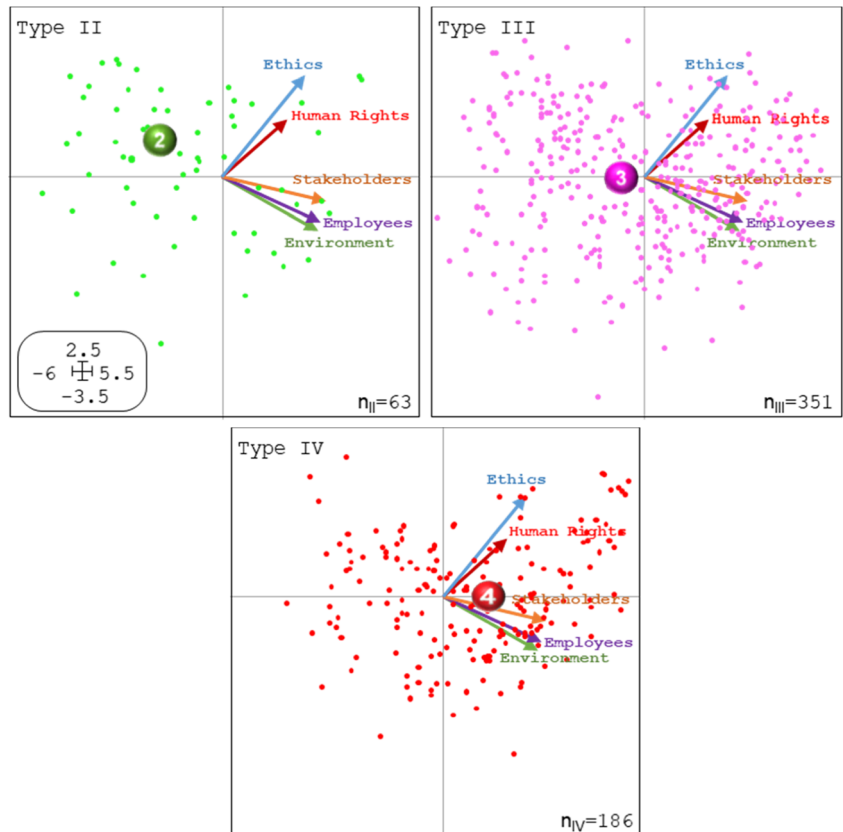 Type II
Ethics
Human Rights
2
Stakeholders
Employees
Environment
2.5
-6 5.5
-3.5
nII=63
Type III
Ethics
Human Rights
3
Stakeholders
Employees
Environment
nIII=351
Type IV
Ethics
Human Rights
4
Stakeholders
Employees
Environment
nIV=186